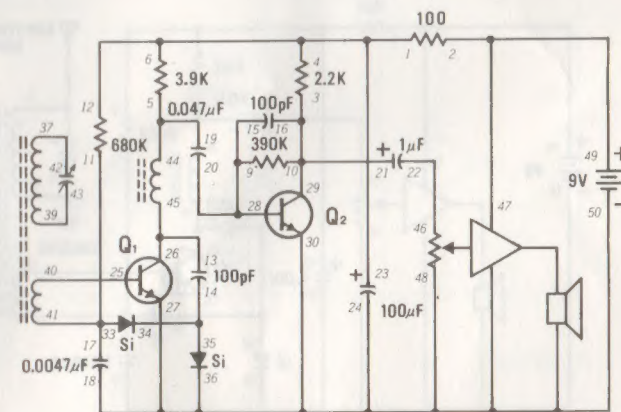 100
1 2
6 4
3.9K 2.2K
5 3
12 0.047μF 100pF
11 15 16
680K 19 390K 1μF
20 9 10 + 21 22
37 42 43 39
44 45
49 9V 50
47
46 48
28 29 30 Q₂
Q₁
26 25 27
13 14
100pF
40 41
+ 23 24
100μF
33 34 Si
35 36 Si
17 18
0.0047μF